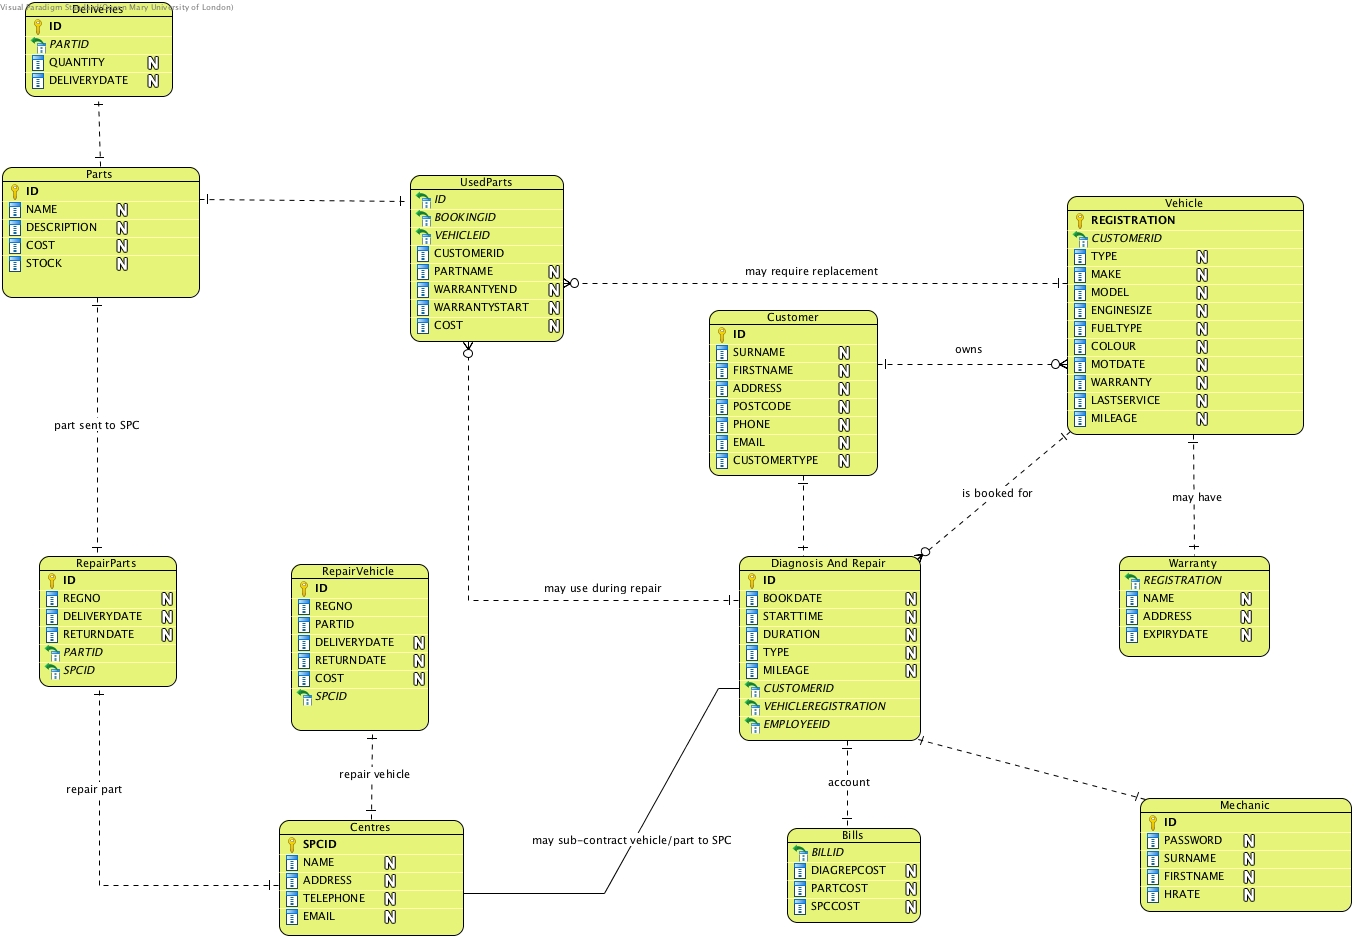 Visual Paradigm Mary University of London)
Deliveries
ID
PARTID
QUANTITY
DELIVERYDATE
Parts
ID
NAME
DESCRIPTION
COST
STOCK
UsedParts
ID
BOOKINGID
VEHICLEID
CUSTOMERID
PARTNAME
WARRANTYEND
WARRANTYSTART
COST
Vehicle
REGISTRATION
CUSTOMERID
TYPE
MAKE
MODEL
ENGINESIZE
FUELTYPE
COLOUR
MOTDATE
WARRANTY
LASTSERVICE
MILEAGE
may require replacement
Customer
ID
SURNAME
FIRSTNAME
ADDRESS
POSTCODE
PHONE
EMAIL
CUSTOMERTYPE
owns
part sent to SPC
is booked for
may have
RepairParts
ID
REGNO
DELIVERYDATE
RETURNDATE
PARTID
SPCID
RepairVehicle
ID
REGNO
PARTID
DELIVERYDATE
RETURNDATE
COST
SPCID
may use during repair
Diagnosis And Repair
ID
BOOKDATE
STARTTIME
DURATION
TYPE
MILEAGE
CUSTOMERID
VEHICLEREGISTRATION
EMPLOYEEID
Warranty
REGISTRATION
NAME
ADDRESS
EXPIRYDATE
repair part
repair vehicle
account
may sub-contract vehicle/part to SPC
Centres
SPCID
NAME
ADDRESS
TELEPHONE
EMAIL
Bills
BILLID
DIAGREPCOST
PARTCOST
SPCCOST
Mechanic
ID
PASSWORD
SURNAME
FIRSTNAME
HRATE